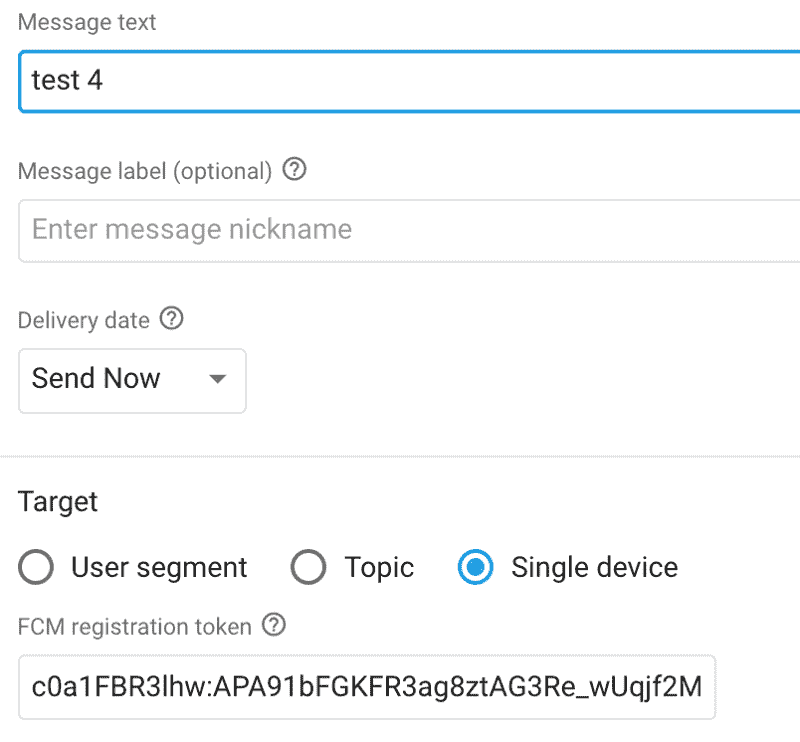 Message text
test 4
Message label (optional) ?
Enter message nickname
Delivery date ?
Send Now
Target
User segment Topic Single device
FCM registration token ?
c0a1FBR3lhw:APA91bFGKFR3ag8ztAG3Re_wUqjf2M